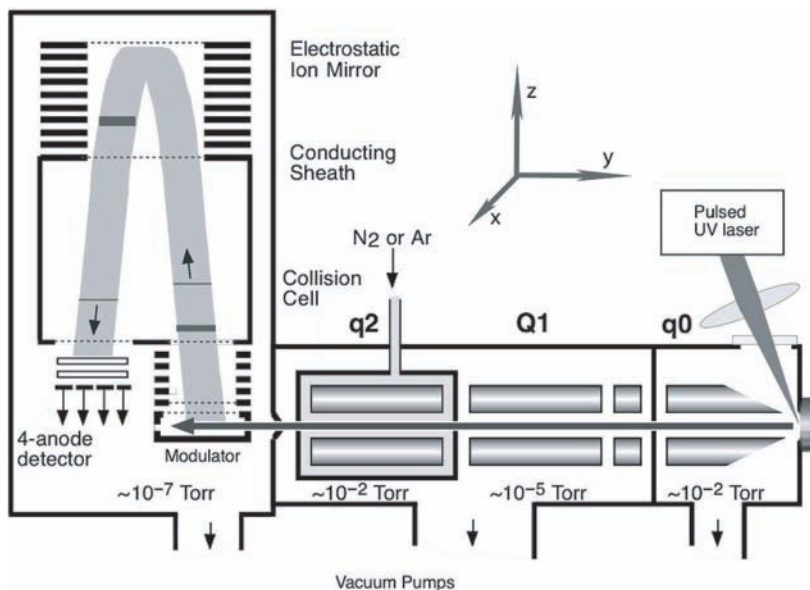 Electrostatic
Ion Mirror
z
y
x
Conducting
Sheath
Pulsed
UV laser
N2 or Ar
Collision
Cell
q2
Q1
q0
4-anode
detector
Modulator
~10–7 Torr
~10–2 Torr
~10–5 Torr
~10–2 Torr
Vacuum Pumps